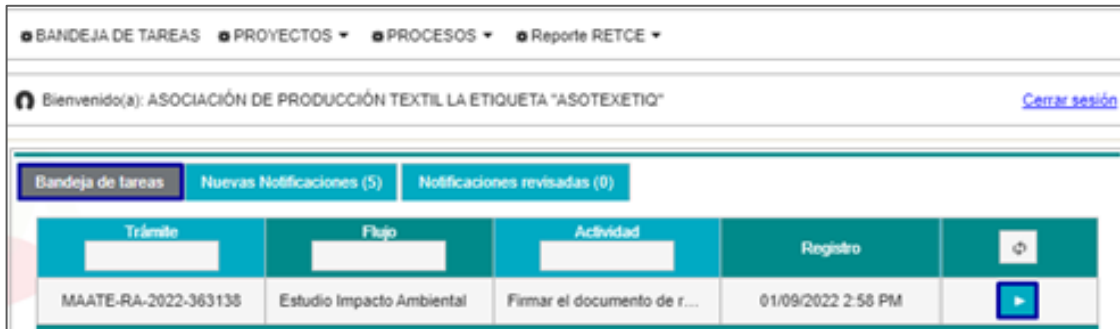 BANDEJA DE TAREAS PROYECTOS PROCESOS Reporte RETCE
Bienvenido(a): ASOCIACIÓN DE PRODUCCIÓN TEXTIL LA ETIQUETA "ASOTEXETIQ" Cerrar sesión
Bandeja de tareas Nuevas Notificaciones (5) Notificaciones revisadas (0)
Trámite Flujo Actividad Registro
MAATE-RA-2022-363138 Estudio Impacto Ambiental Firmar el documento de r... 01/09/2022 2:58 PM